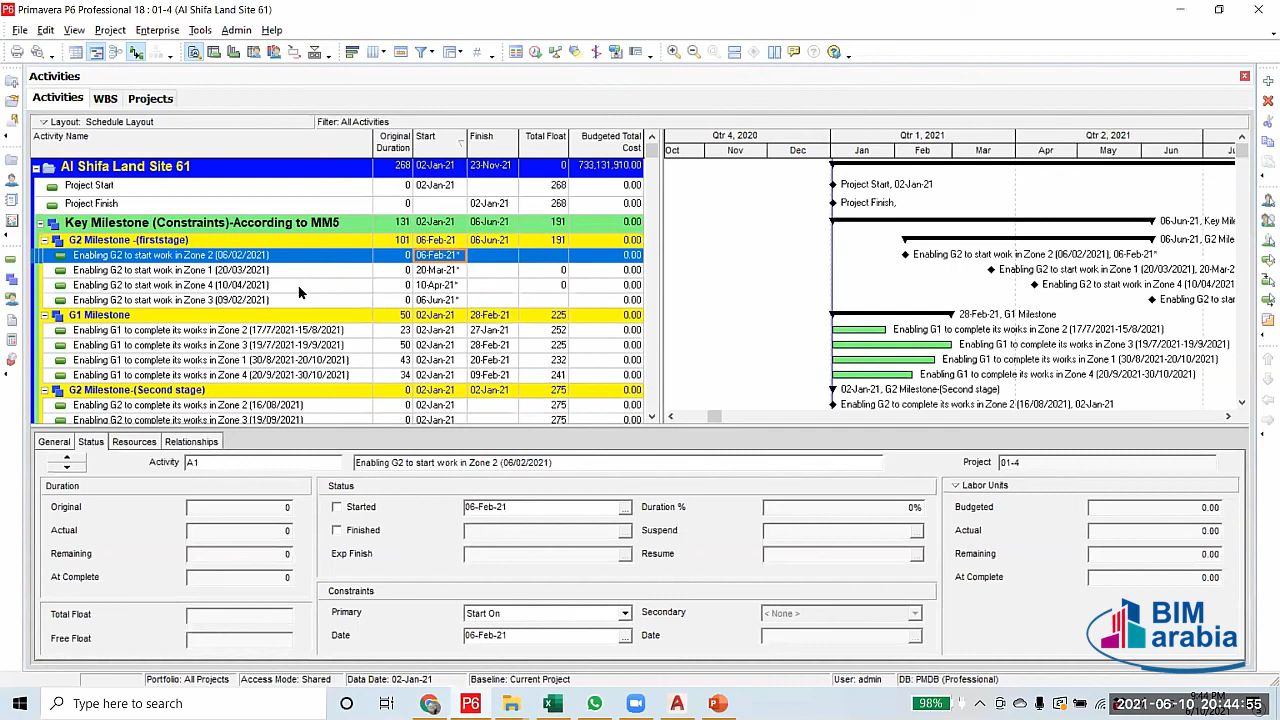 Primavera P6 Professional 18 : 01-4 (Al Shifa Land Site 61)
File Edit View Project Enterprise Tools Admin Help
Activities
Activities WBS Projects
Layout: Schedule Layout Filter: All Activities
Activity Name Original Duration Start Finish Total Float Budgeted Total Cost
Qtr 4, 2020 Qtr 1, 2021 Qtr 2, 2021
Oct Nov Dec Jan Feb Mar Apr May Jun
Al Shifa Land Site 61 268 02-Jan-21 23-Nov-21 0 733,131,910.00
Project Start 0 02-Jan-21 268 0.00 Project Start, 02-Jan-21
Project Finish 0 02-Jan-21 268 0.00 Project Finish,
Key Milestone (Constraints)-According to MM5 131 02-Jan-21 06-Jun-21 191 0.00 06-Jun-21, Key
G2 Milestone -(firststage) 101 06-Feb-21 06-Jun-21 191 0.00 06-Jun-21, G2
Enabling G2 to start work in Zone 2 (06/02/2021) 0 06-Feb-21* 0.00 Enabling G2 to start work in Zone 2 (06/02/2021), 06-Feb-21*
Enabling G2 to start work in Zone 1 (20/03/2021) 0 20-Mar-21* 0 0.00 Enabling G2 to start work in Zone 1 (20/03/2021), 20-Mar-21
Enabling G2 to start work in Zone 4 (10/04/2021) 0 10-Apr-21* 0 0.00 Enabling G2 to start work in Zone 4 (10/04/202
Enabling G2 to start work in Zone 3 (09/02/2021) 0 06-Jun-21* 0.00 Enabling G2 to star
G1 Milestone 50 02-Jan-21 28-Feb-21 225 0.00 28-Feb-21, G1 Milestone
Enabling G1 to complete its works in Zone 2 (17/7/2021-15/8/2021) 23 02-Jan-21 27-Jan-21 252 0.00 Enabling G1 to complete its works in Zone 2 (17/7/2021-15/8/2021)
Enabling G1 to complete its works in Zone 3 (19/7/2021-19/9/2021) 50 02-Jan-21 28-Feb-21 225 0.00 Enabling G1 to complete its works in Zone 3 (19/7/2021-19/9/
Enabling G1 to complete its works in Zone 1 (30/8/2021-20/10/2021) 43 02-Jan-21 20-Feb-21 232 0.00 Enabling G1 to complete its works in Zone 1 (30/8/2021-20/10/2
Enabling G1 to complete its works in Zone 4 (20/9/2021-30/10/2021) 34 02-Jan-21 09-Feb-21 241 0.00 Enabling G1 to complete its works in Zone 4 (20/9/2021-30/10/2021)
G2 Milestone-(Second stage) 0 02-Jan-21 02-Jan-21 275 0.00 02-Jan-21, G2 Milestone-(Second stage)
Enabling G2 to complete its works in Zone 2 (16/08/2021) 0 02-Jan-21 275 0.00 Enabling G2 to complete its works in Zone 2 (16/08/2021), 02-Jan-21
Enabling G2 to complete its works in Zone 3 (19/09/2021) 0 02-Jan-21 275 0.00
General Status Resources Relationships
Activity A1 Enabling G2 to start work in Zone 2 (06/02/2021) Project 01-4
Duration Status Labor Units
Original 0 Started 06-Feb-21 Duration % 0% Budgeted 0.00
Actual 0 Finished Suspend Actual 0.00
Remaining 0 Exp Finish Resume Remaining 0.00
At Complete 0 At Complete 0.00
Constraints
Total Float Primary Start On Secondary < None >
Free Float Date 06-Feb-21 Date
BIM
arabia
Portfolio: All Projects Access Mode: Shared Data Date: 02-Jan-21 Baseline: Current Project User: admin DB: PMDB (Professional)
Type here to search 98% 2021-06-10 20:44:55